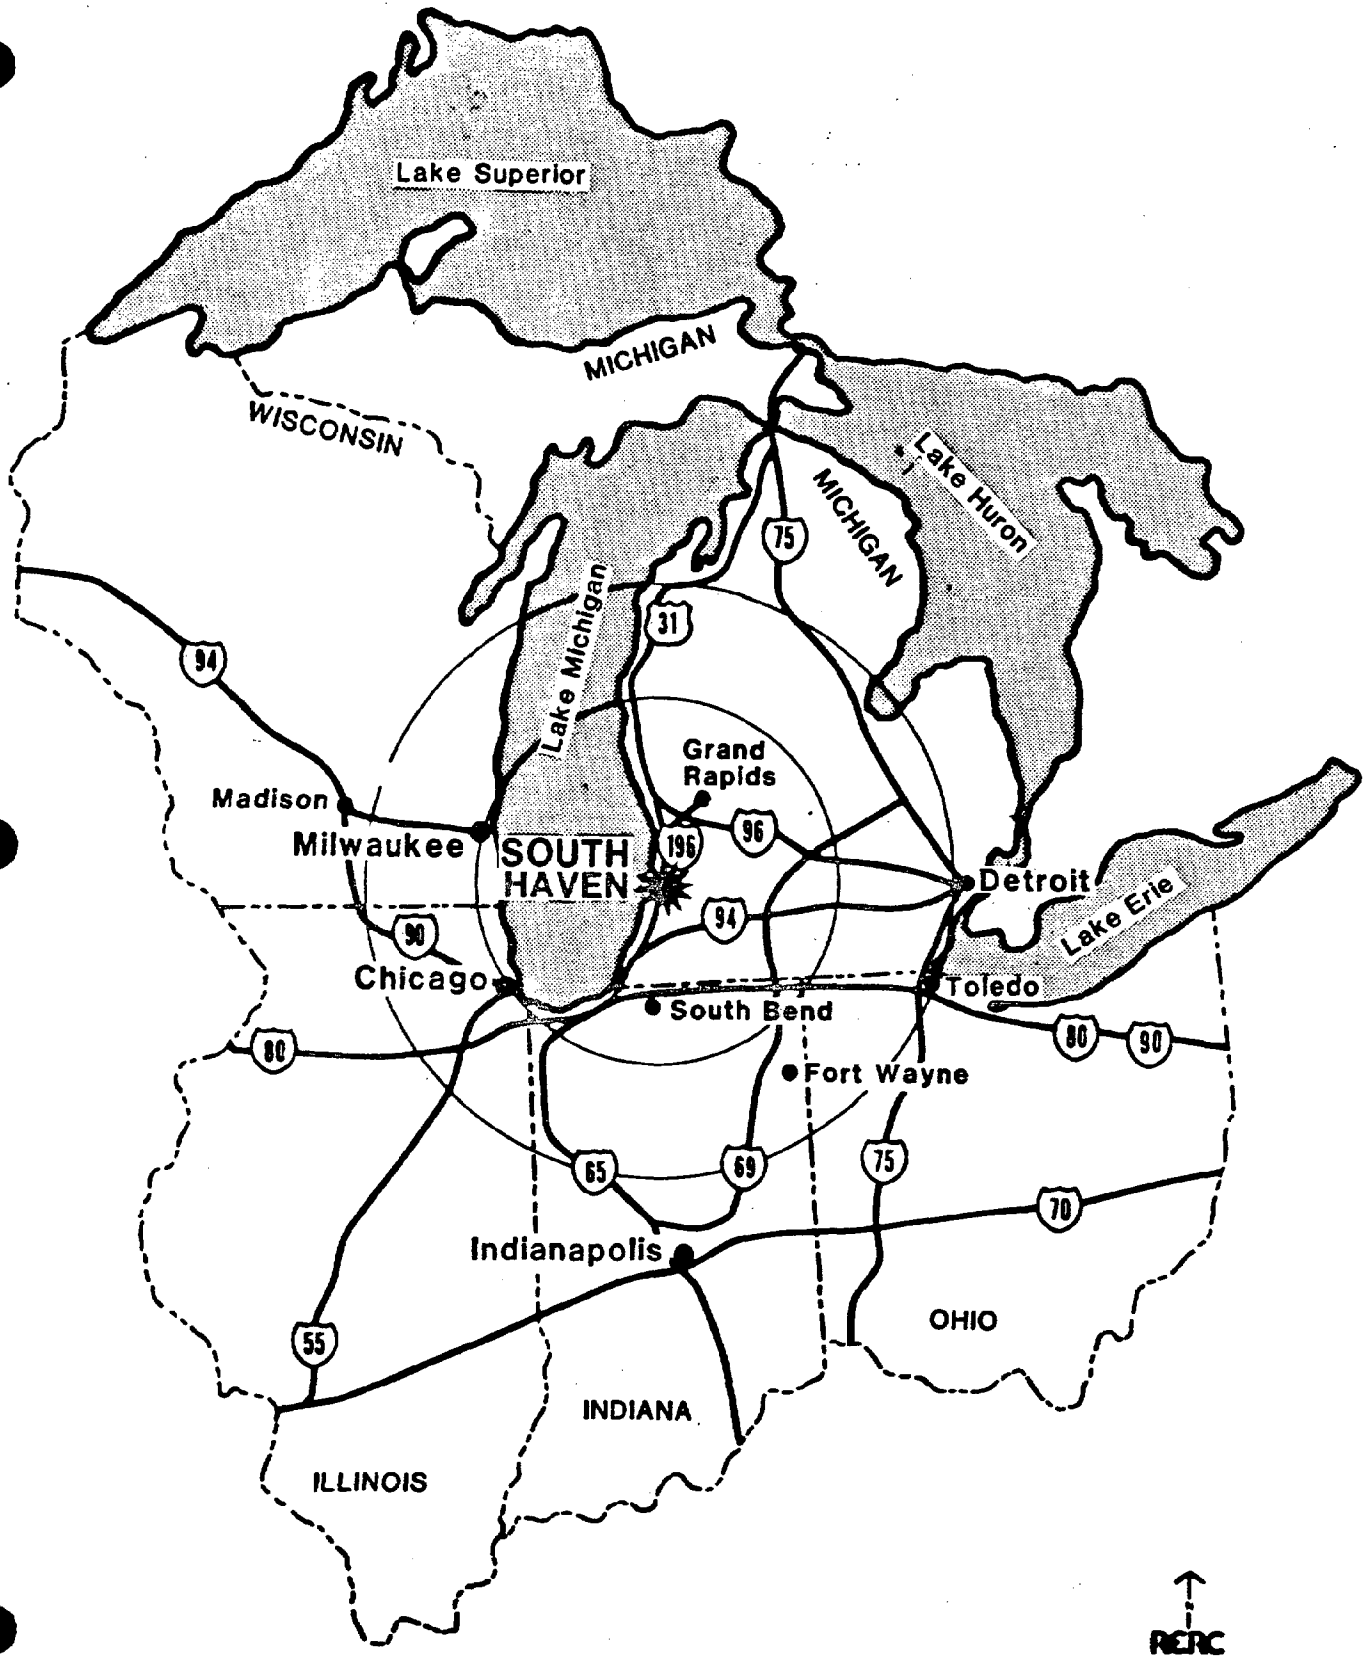 Lake Superior
MICHIGAN
WISCONSIN
Lake Huron
MICHIGAN
75
Lake Michigan
31
94
Grand
Rapids
Madison
Milwaukee
196
96
SOUTH
HAVEN
Detroit
94
Lake Erie
90
Chicago
Toledo
South Bend
80
80
90
Fort Wayne
65
69
75
70
Indianapolis
OHIO
55
INDIANA
ILLINOIS
RERC